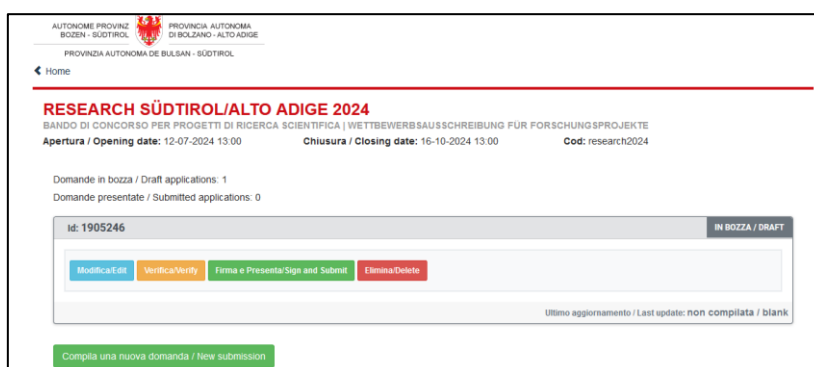 AUTONOME PROVINZ
BOZEN - SÜDTIROL
PROVINCIA AUTONOMA
DI BOLZANO - ALTO ADIGE
PROVINZIA AUTONOMA DE BULSAN - SÜDTIROL
Home
RESEARCH SÜDTIROL/ALTO ADIGE 2024
BANDO DI CONCORSO PER PROGETTI DI RICERCA SCIENTIFICA | WETTBEWERBSAUSSCHREIBUNG FÜR FORSCHUNGSPROJEKTE
Apertura / Opening date: 12-07-2024 13:00 Chiusura / Closing date: 16-10-2024 13:00 Cod: research2024
Domande in bozza / Draft applications: 1
Domande presentate / Submitted applications: 0
Id: 1905246 IN BOZZA / DRAFT
Modifica/Edit Verifica/Verify Firma e Presenta/Sign and Submit Elimina/Delete
Ultimo aggiornamento / Last update: non compilata / blank
Compila una nuova domanda / New submission